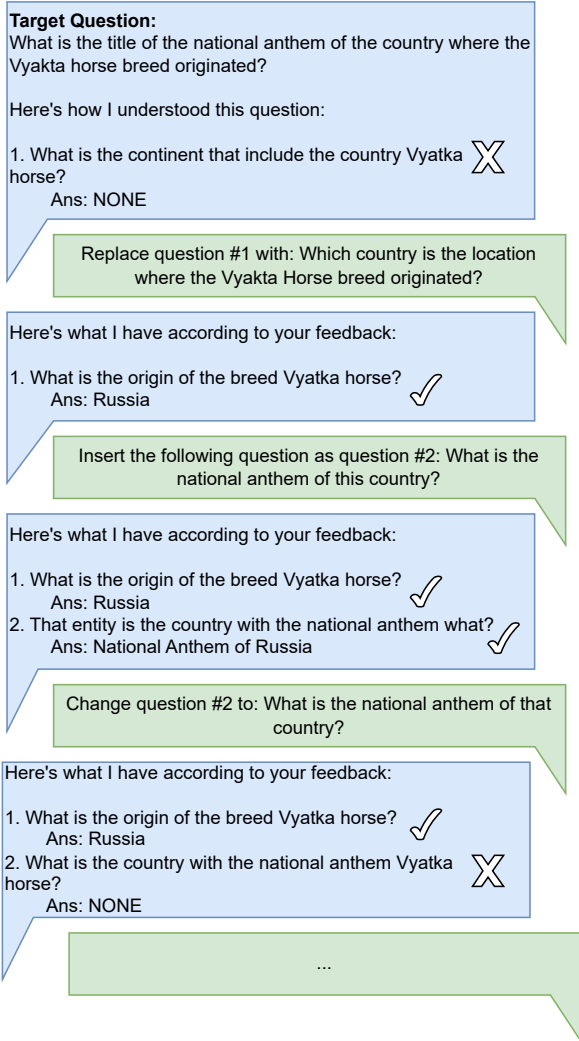 Target Question:
What is the title of the national anthem of the country where the
Vyakta horse breed originated?
Here's how I understood this question:
1. What is the continent that include the country Vyatka
horse?
Ans: NONE
Replace question #1 with: Which country is the location
where the Vyakta Horse breed originated?
Here's what I have according to your feedback:
1. What is the origin of the breed Vyatka horse?
Ans: Russia
Insert the following question as question #2: What is the
national anthem of this country?
Here's what I have according to your feedback:
1. What is the origin of the breed Vyatka horse?
Ans: Russia
2. That entity is the country with the national anthem what?
Ans: National Anthem of Russia
Change question #2 to: What is the national anthem of that
country?
Here's what I have according to your feedback:
1. What is the origin of the breed Vyatka horse?
Ans: Russia
2. What is the country with the national anthem Vyatka
horse?
Ans: NONE
...